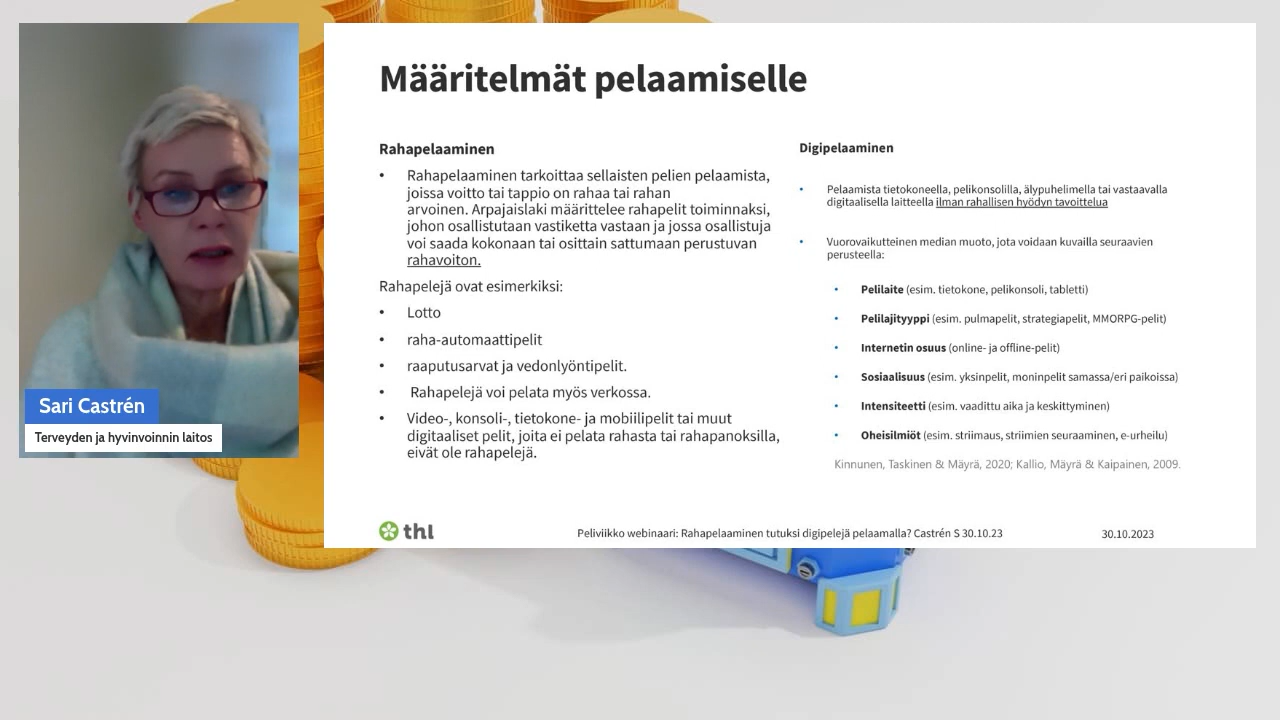 Määritelmät pelaamiselle
Rahapelaaminen
• Rahapelaaminen tarkoittaa sellaisten pelien pelaamista,
joissa voitto tai tappio on rahaa tai rahan
arvoinen. Arpajaislaki määrittelee rahapelit toiminnaksi,
johon osallistutaan vastiketta vastaan ja jossa osallistuja
voi saada kokonaan tai osittain sattumaan perustuvan
rahavoiton.
Rahapelejä ovat esimerkiksi:
• Lotto
• raha-automaattipelit
• raaputusarvat ja vedonlyöntipelit.
• Rahapelejä voi pelata myös verkossa.
• Video-, konsoli-, tietokone- ja mobiilipelit tai muut
digitaaliset pelit, joita ei pelata rahasta tai rahapanoksilla,
eivät ole rahapelejä.
Digipelaaminen
• Pelaamista tietokoneella, pelikonsolilla, älypuhelimella tai vastaavalla
digitaalisella laitteella ilman rahallisen hyödyn tavoittelua
• Vuorovaikutteinen median muoto, jota voidaan kuvailla seuraavien
perusteella:
• Pelilaite (esim. tietokone, pelikonsoli, tabletti)
• Pelilajityyppi (esim. pulmapelit, strategiapelit, MMORPG-pelit)
• Internetin osuus (online- ja offline-pelit)
• Sosiaalisuus (esim. yksinpelit, moninpelit samassa/eri paikoissa)
• Intensiteetti (esim. vaadittu aika ja keskittyminen)
• Oheisilmiöt (esim. striimaus, striimien seuraaminen, e-urheilu)
Kinnunen, Taskinen & Mäyrä, 2020; Kallio, Mäyrä & Kaipainen, 2009.
thl
Peliviikko webinaari: Rahapelaaminen tutuksi digipelejä pelaamalla? Castrén S 30.10.23
30.10.2023
Sari Castrén
Terveyden ja hyvinvoinnin laitos